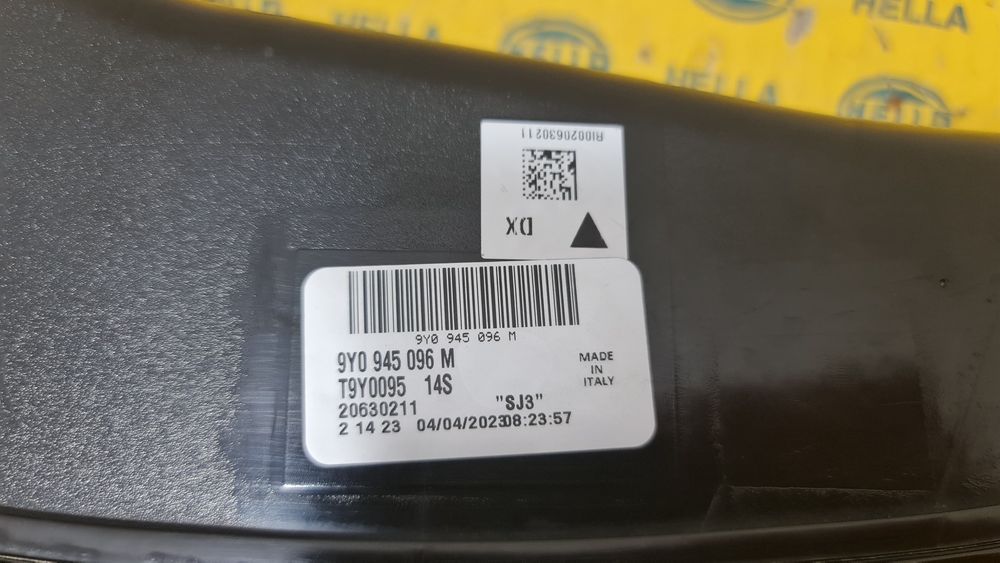 HELLA
HELLA
HELLA
HELLA
RI0020630211
DX
9Y0 945 096 M
9Y0 945 096 M
T9Y0095 14S
MADE
IN
ITALY
20630211
"SJ3"
2 14 23 04/04/2023 08:23:57